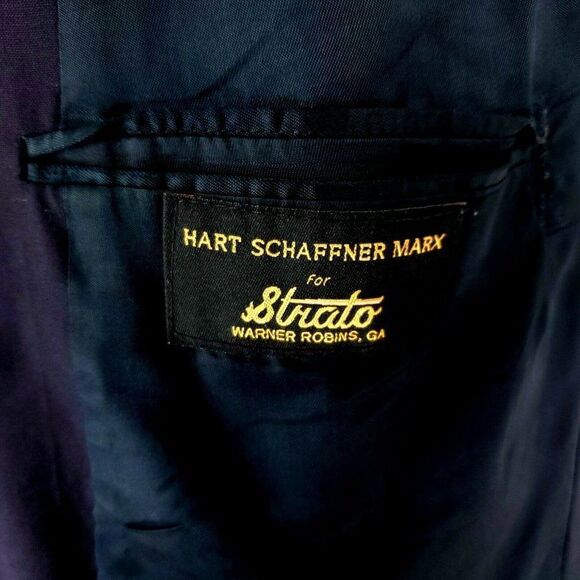 HART SCHAFFNER MARX
For
Strato
WARNER ROBINS, GA